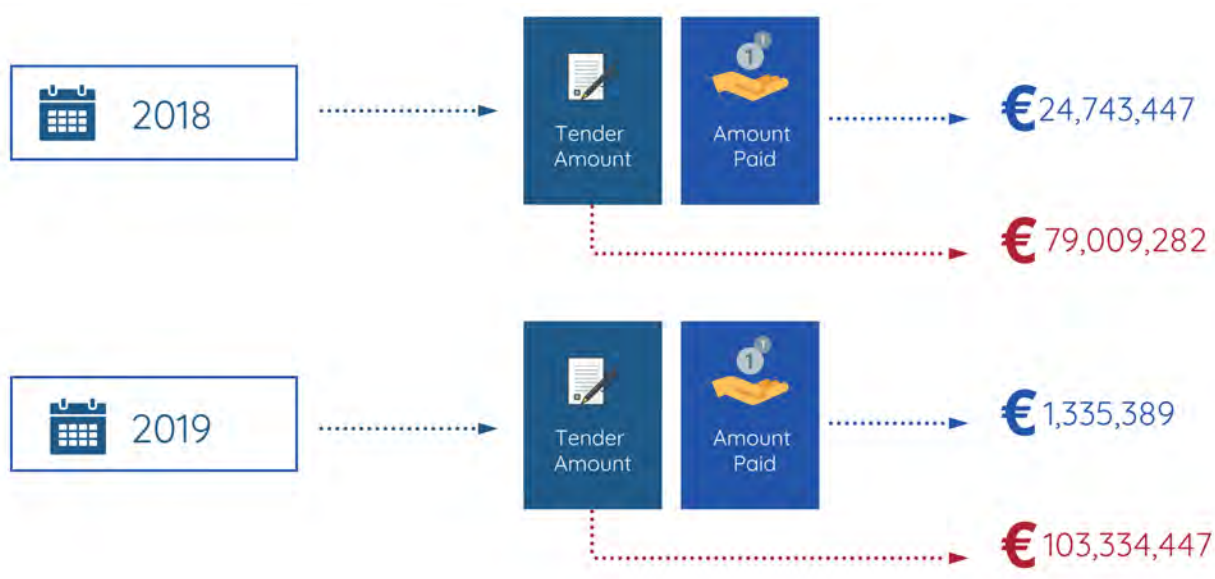 2018
Tender
Amount
Amount
Paid
€24,743,447
€ 79,009,282
2019
Tender
Amount
Amount
Paid
€ 1,335,389
€ 103,334,447